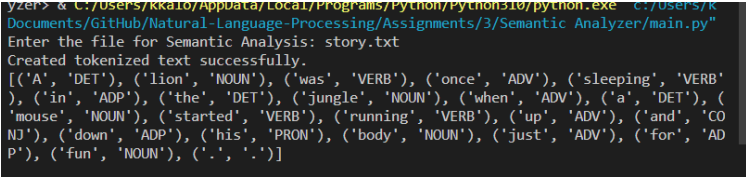 yzer> & C:/Users/kkalo/AppData/Local/Programs/Python/Python310/python.exe "c:/Users/k
Documents/GitHub/Natural-Language-Processing/Assignments/3/Semantic Analyzer/main.py"
Enter the file for Semantic Analysis: story.txt
Created tokenized text successfully.
[('A', 'DET'), ('lion', 'NOUN'), ('was', 'VERB'), ('once', 'ADV'), ('sleeping', 'VERB'
), ('in', 'ADP'), ('the', 'DET'), ('jungle', 'NOUN'), ('when', 'ADV'), ('a', 'DET'), (
'mouse', 'NOUN'), ('started', 'VERB'), ('running', 'VERB'), ('up', 'ADV'), ('and', 'CO
NJ'), ('down', 'ADP'), ('his', 'PRON'), ('body', 'NOUN'), ('just', 'ADV'), ('for', 'AD
P'), ('fun', 'NOUN'), ('.', '.')]